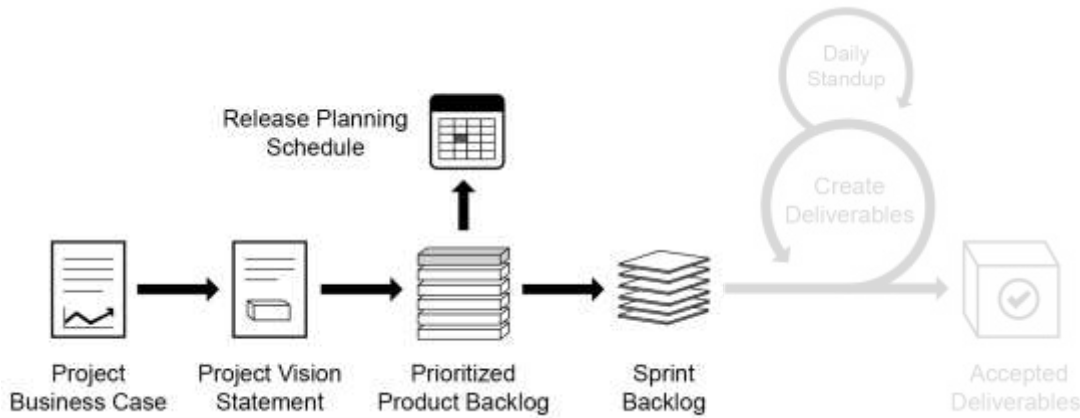 Daily
Standup
Release Planning
Schedule
Create
Deliverables
Project
Business Case
Project Vision
Statement
Prioritized
Product Backlog
Sprint
Backlog
Accepted
Deliverables